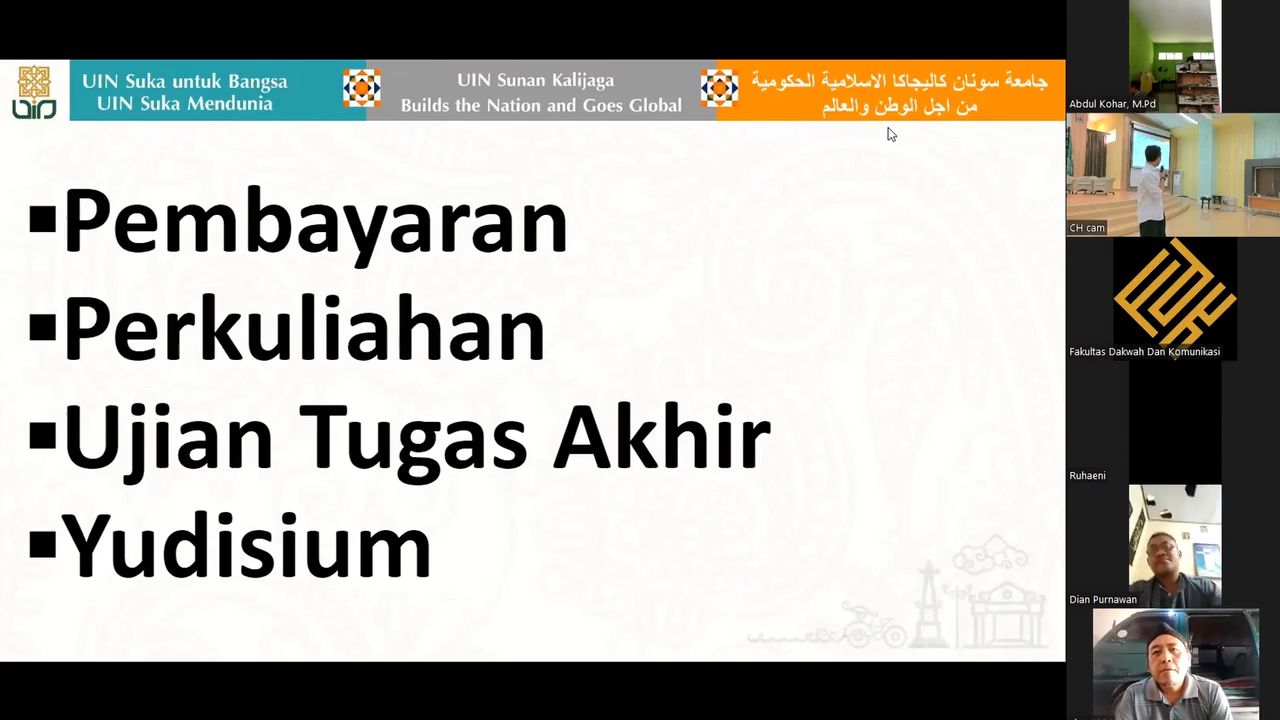 UIN Suka untuk Bangsa
UIN Suka Mendunia
UIN Sunan Kalijaga
Builds the Nation and Goes Global
جامعة سونان كاليجاكا الاسلامية الحكومية
من اجل الوطن والعالم
UIN
▪Pembayaran
▪Perkuliahan
▪Ujian Tugas Akhir
▪Yudisium
Abdul Kohar, M.Pd
CH cam
Fakultas Dakwah Dan Komunikasi
Ruhaeni
Dian Purnawan